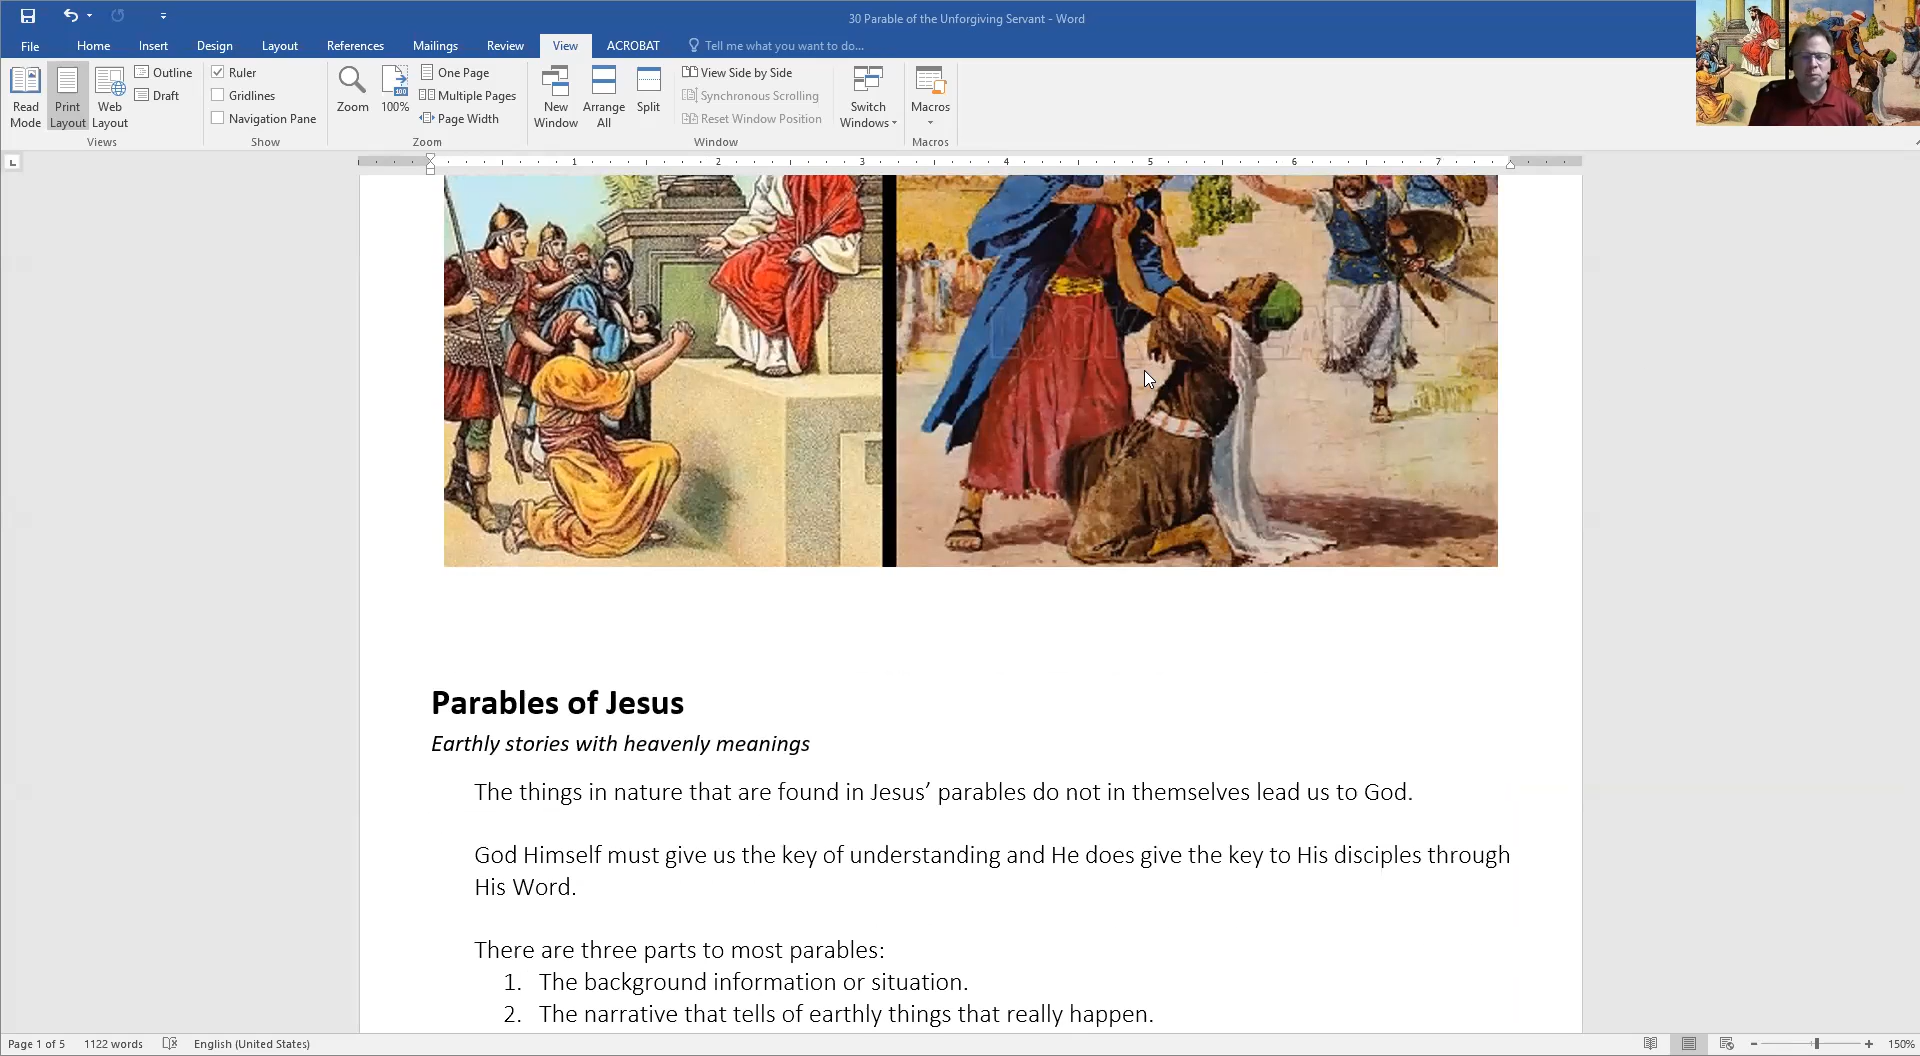 30 Parable of the Unforgiving Servant - Word
File Home Insert Design Layout References Mailings Review View ACROBAT Tell me what you want to do...
Read Mode
Print Layout
Web Layout
Outline
Draft
Views
Ruler
Gridlines
Navigation Pane
Show
Zoom
100%
One Page
Multiple Pages
Page Width
Zoom
New Window
Arrange All
Split
View Side by Side
Synchronous Scrolling
Reset Window Position
Window
Switch Windows
Macros
Macros
1 2 3 4 5 6 7
Parables of Jesus
Earthly stories with heavenly meanings
The things in nature that are found in Jesus’ parables do not in themselves lead us to God.
God Himself must give us the key of understanding and He does give the key to His disciples through
His Word.
There are three parts to most parables:
1. The background information or situation.
2. The narrative that tells of earthly things that really happen.
Page 1 of 5 1122 words English (United States) 150%